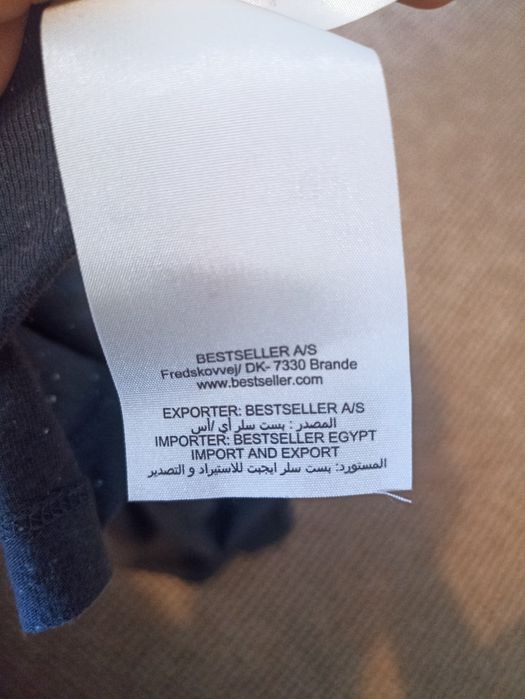 BESTSELLER A/S
Fredskovvej/ DK- 7330 Brande
www.bestseller.com
EXPORTER: BESTSELLER A/S
المصدر : بست سلر أي /أس
IMPORTER: BESTSELLER EGYPT
IMPORT AND EXPORT
المستورد: بست سلر ايجبت للاستيراد و التصدير